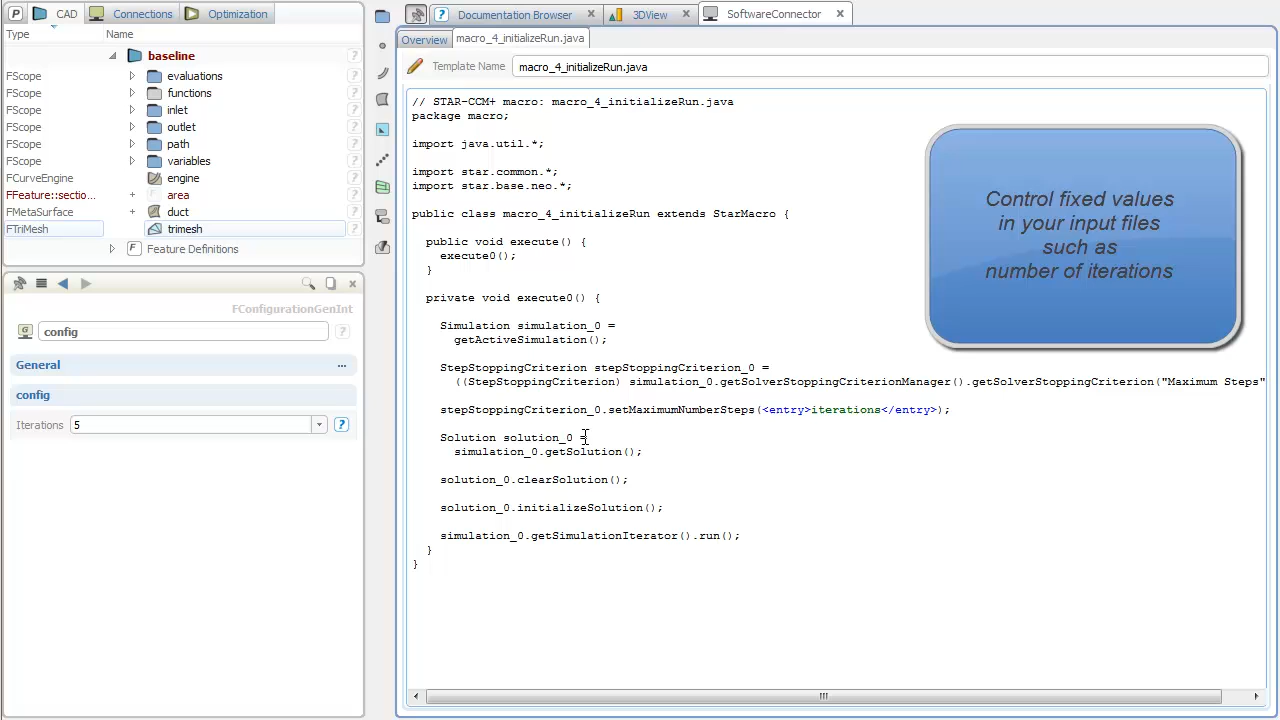 CAD
Connections
Optimization
Type
Name
baseline
FScope
evaluations
FScope
functions
FScope
inlet
FScope
outlet
FScope
path
FScope
variables
FCurveEngine
engine
FFeature::sectio...
area
FMetaSurface
duct
FTriMesh
trimesh
Feature Definitions
FConfigurationGenInt
config
General
...
config
Iterations
5
Documentation Browser
3DView
SoftwareConnector
Overview
macro_4_initializeRun.java
Template Name
macro_4_initializeRun.java
// STAR-CCM+ macro: macro_4_initializeRun.java
package macro;
import java.util.*;
import star.common.*;
import star.base.neo.*;
public class macro_4_initializeRun extends StarMacro {
public void execute() {
execute0();
}
private void execute0() {
Simulation simulation_0 =
getActiveSimulation();
StepStoppingCriterion stepStoppingCriterion_0 =
((StepStoppingCriterion) simulation_0.getSolverStoppingCriterionManager().getSolverStoppingCriterion("Maximum Steps"
stepStoppingCriterion_0.setMaximumNumberSteps(<entry>iterations</entry>);
Solution solution_0 =
simulation_0.getSolution();
solution_0.clearSolution();
solution_0.initializeSolution();
simulation_0.getSimulationIterator().run();
}
}
Control fixed values
in your input files
such as
number of iterations